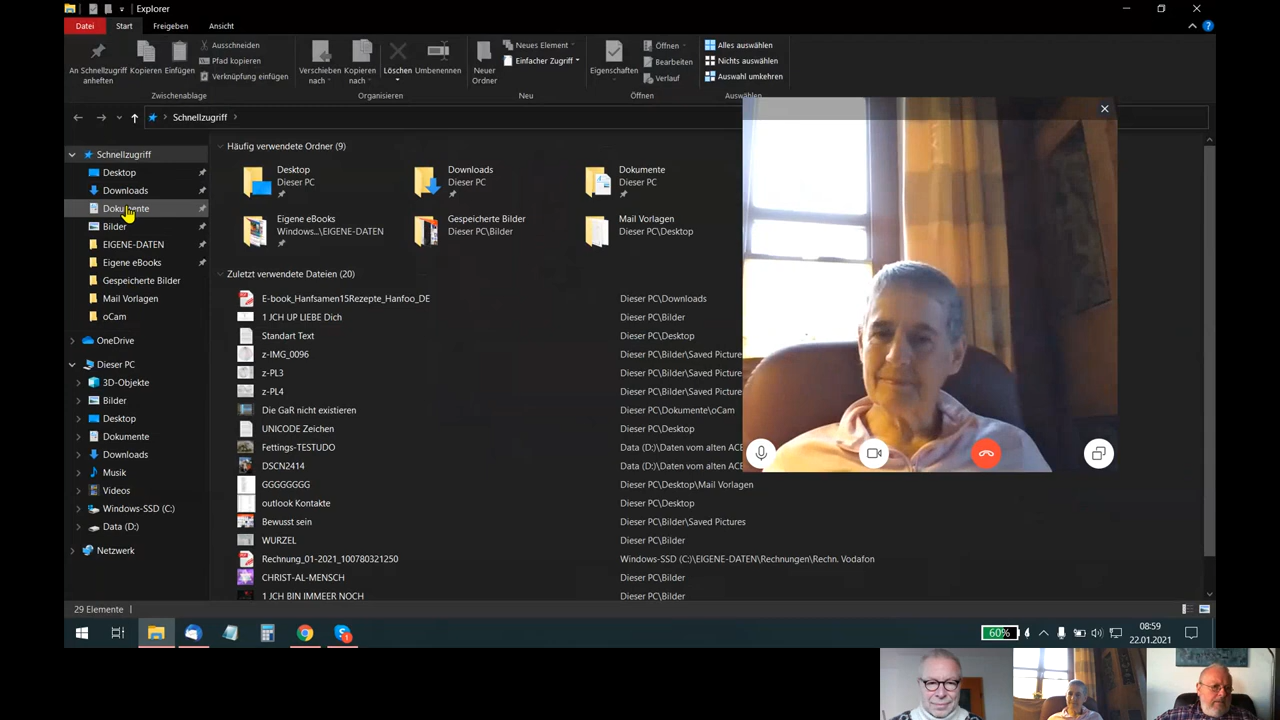 Explorer
Datei Start Freigeben Ansicht
An Schnellzugriff anheften
Kopieren
Einfügen
Ausschneiden
Pfad kopieren
Verknüpfung einfügen
Zwischenablage
Verschieben nach
Kopieren nach
Löschen
Umbenennen
Organisieren
Neuer Ordner
Neues Element
Einfacher Zugriff
Neu
Eigenschaften
Öffnen
Bearbeiten
Verlauf
Öffnen
Alles auswählen
Nichts auswählen
Auswahl umkehren
Auswählen
Schnellzugriff
Schnellzugriff
Desktop
Downloads
Dokumente
Bilder
EIGENE-DATEN
Eigene eBooks
Gespeicherte Bilder
Mail Vorlagen
oCam
OneDrive
Dieser PC
3D-Objekte
Bilder
Desktop
Dokumente
Downloads
Musik
Videos
Windows-SSD (C:)
Data (D:)
Netzwerk
Häufig verwendete Ordner (9)
Desktop
Dieser PC
Downloads
Dieser PC
Dokumente
Dieser PC
Eigene eBooks
Windows...\EIGENE-DATEN
Gespeicherte Bilder
Dieser PC\Bilder
Mail Vorlagen
Dieser PC\Desktop
Zuletzt verwendete Dateien (20)
E-book_Hanfsamen15Rezepte_Hanfoo_DE Dieser PC\Downloads
1 JCH UP LIEBE Dich Dieser PC\Bilder
Standart Text Dieser PC\Desktop
z-IMG_0096 Dieser PC\Bilder\Saved Picture
z-PL3 Dieser PC\Bilder\Saved Picture
z-PL4 Dieser PC\Bilder\Saved Picture
Die GaR nicht existieren Dieser PC\Dokumente\oCam
UNICODE Zeichen Dieser PC\Desktop
Fettings-TESTUDO Data (D:)\Daten vom alten ACE
DSCN2414 Data (D:)\Daten vom alten ACE
GGGGGGGG Dieser PC\Desktop\Mail Vorlagen
outlook Kontakte Dieser PC\Desktop
Bewusst sein Dieser PC\Bilder\Saved Pictures
WURZEL Dieser PC\Bilder
Rechnung_01-2021_100780321250 Windows-SSD (C:)\EIGENE-DATEN\Rechnungen\Rechn. Vodafon
CHRIST-AL-MENSCH Dieser PC\Bilder
1 JCH BIN IMMEER NOCH Dieser PC\Bilder
29 Elemente
60%
08:59
22.01.2021